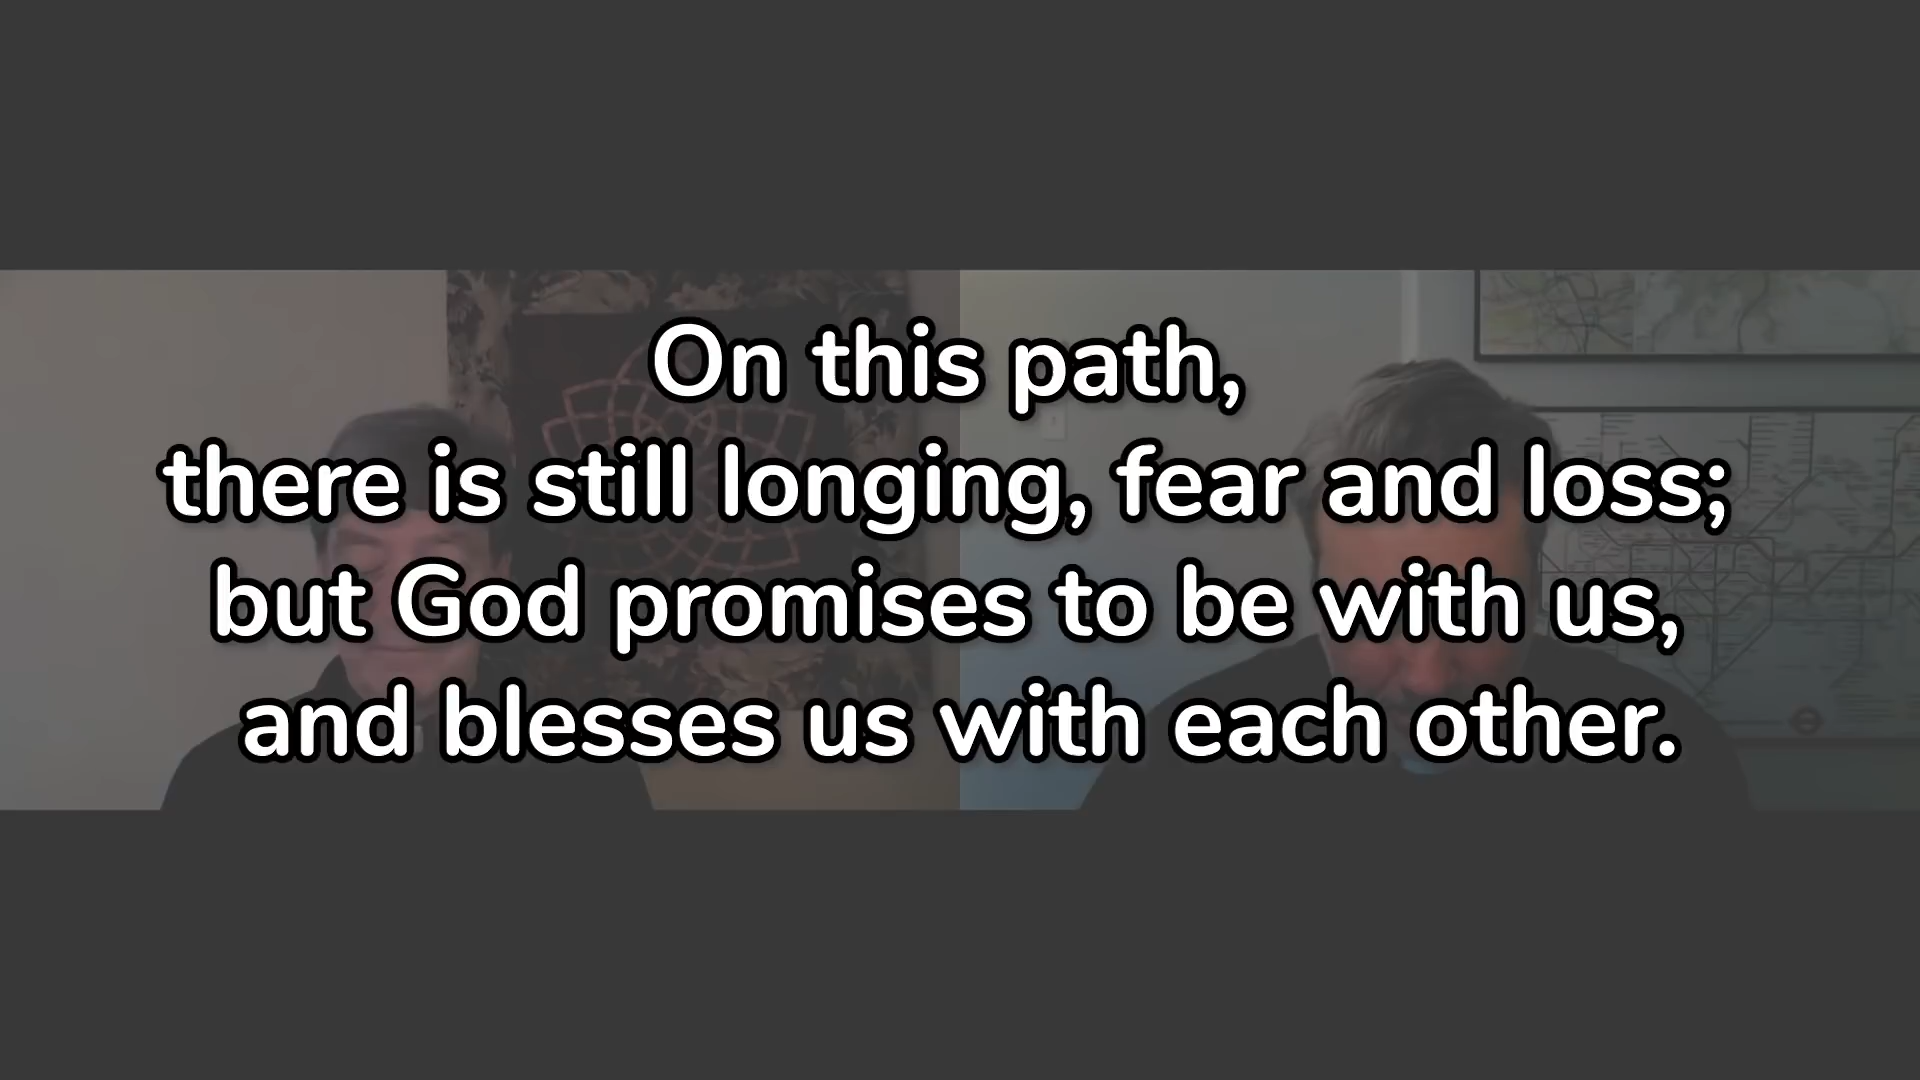 On this path,
there is still longing, fear and loss;
but God promises to be with us,
and blesses us with each other.